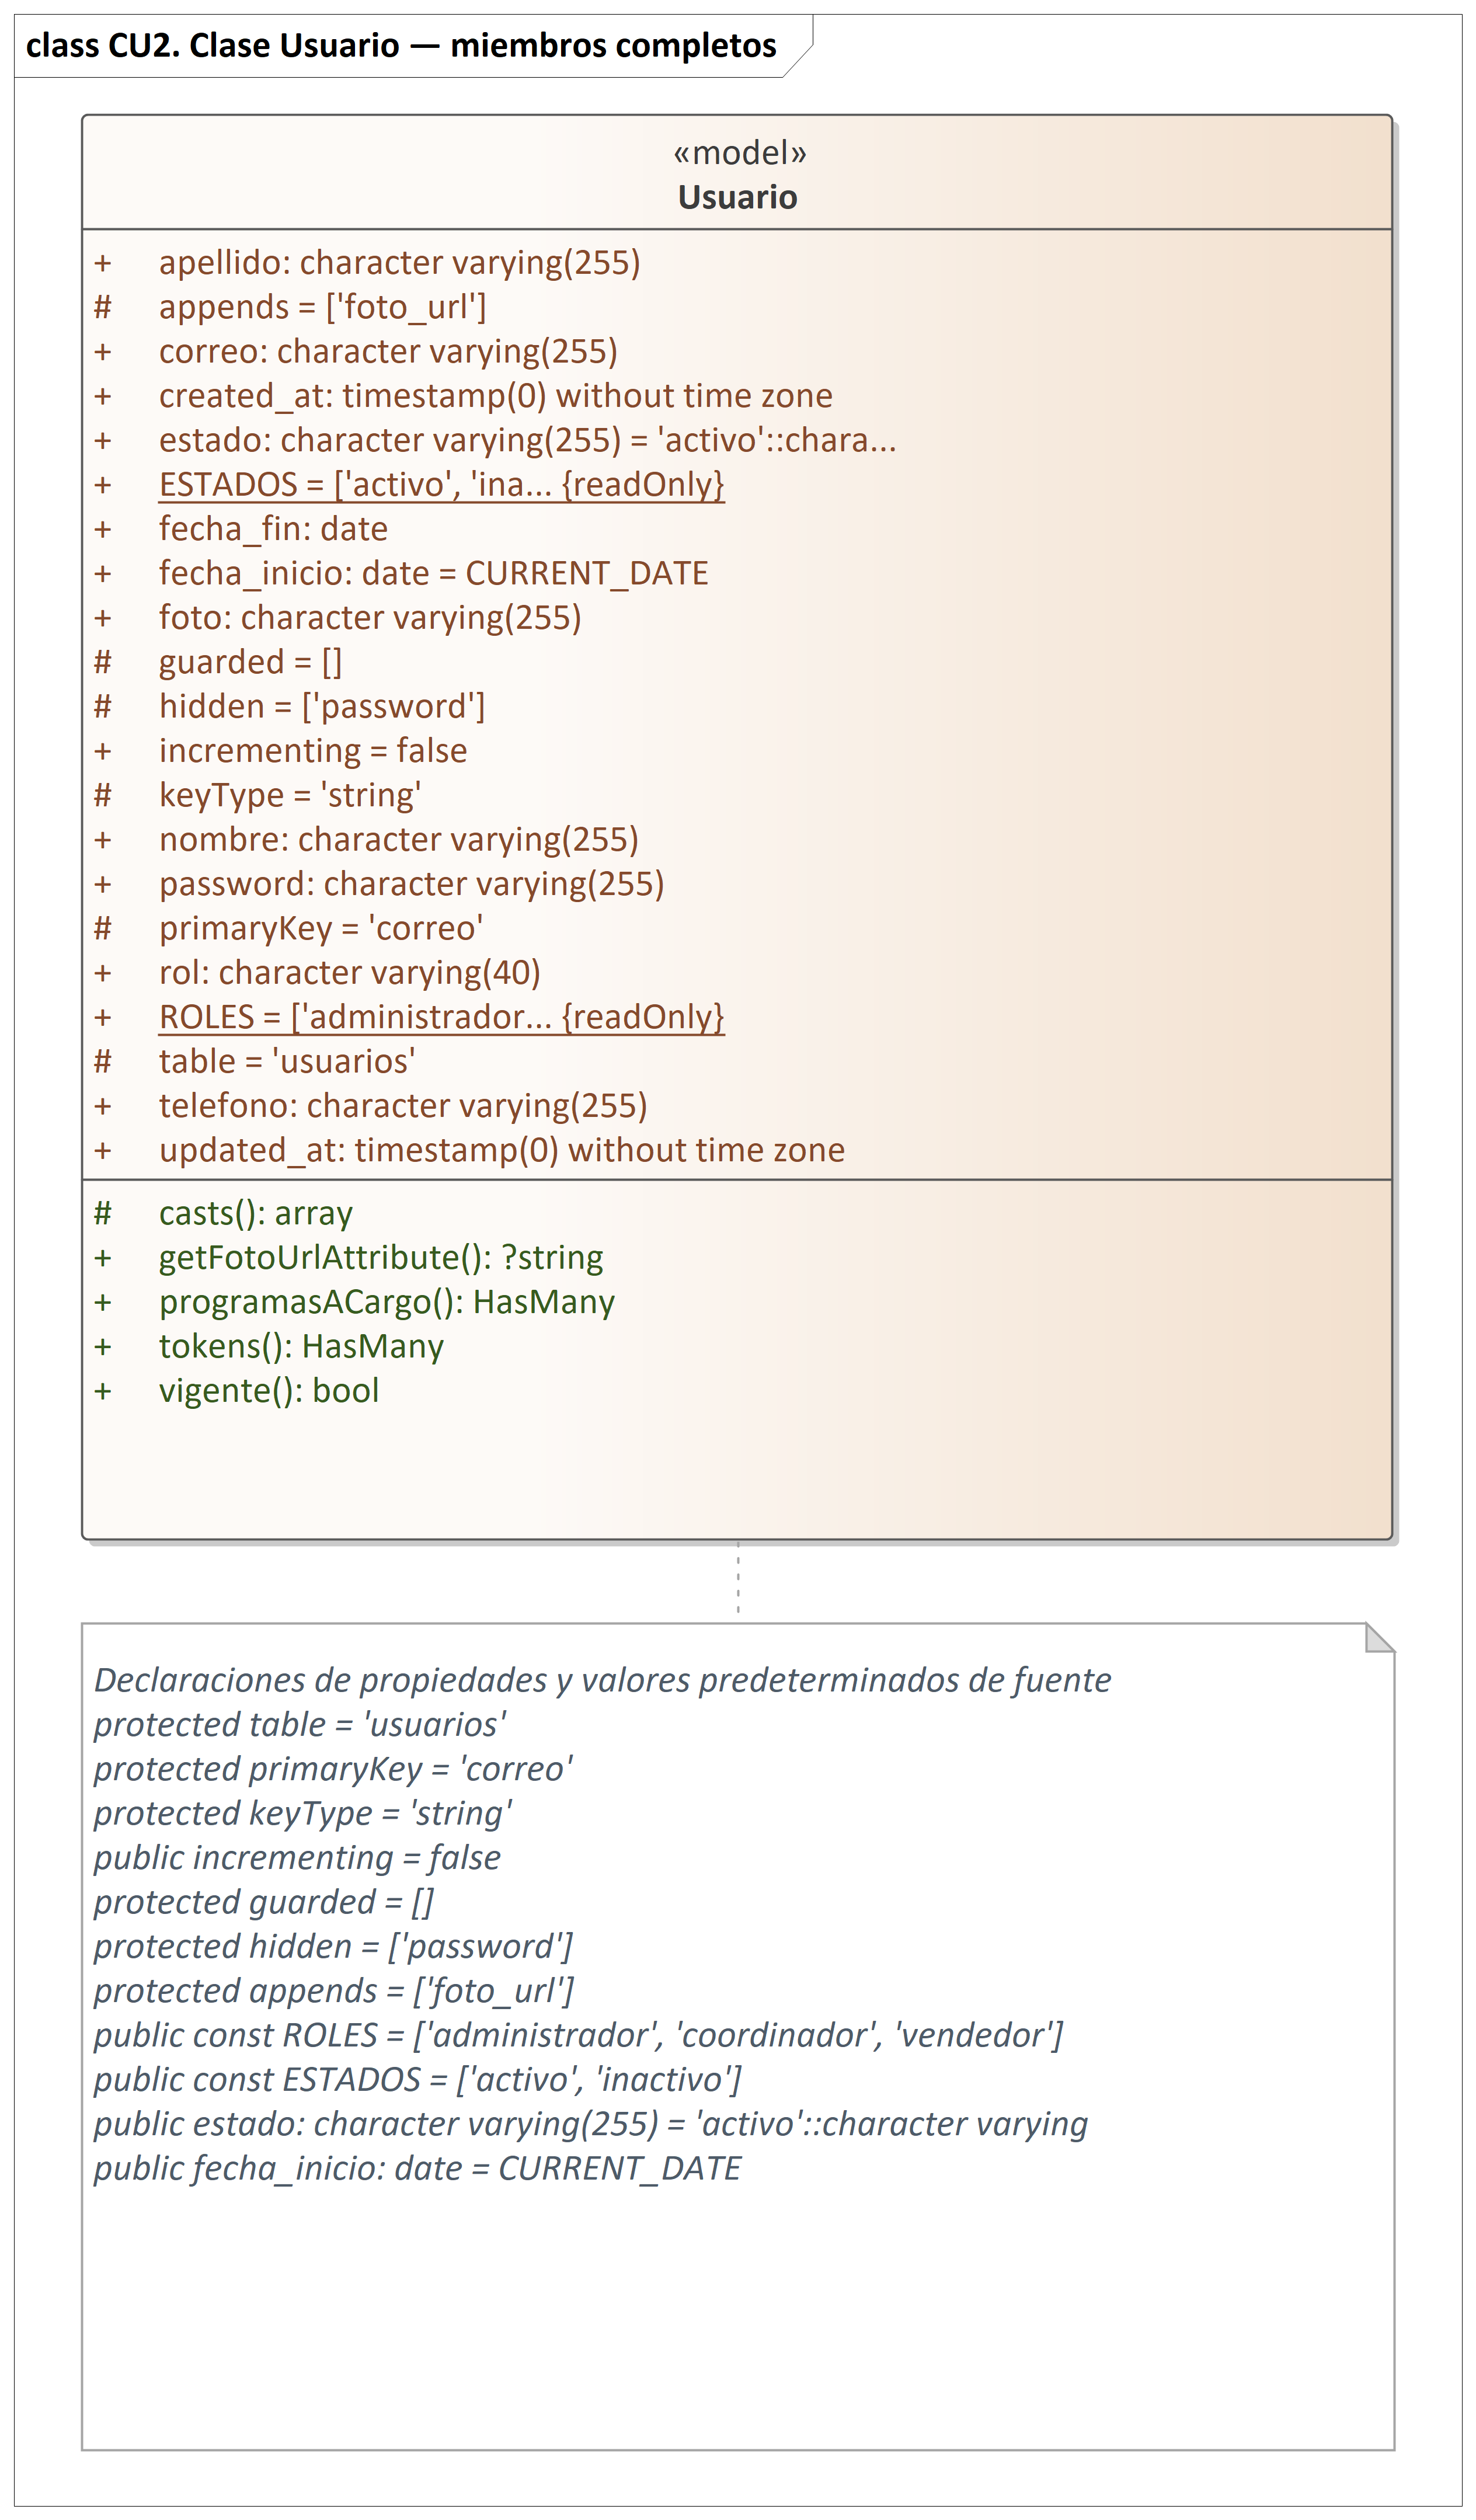 class CU2. Clase Usuario — miembros completos
«model»
Usuario
+ apellido: character varying(255)
# appends = ['foto_url']
+ correo: character varying(255)
+ created_at: timestamp(0) without time zone
+ estado: character varying(255) = 'activo'::chara...
+ ESTADOS = ['activo', 'ina... {readOnly}
+ fecha_fin: date
+ fecha_inicio: date = CURRENT_DATE
+ foto: character varying(255)
# guarded = []
# hidden = ['password']
+ incrementing = false
# keyType = 'string'
+ nombre: character varying(255)
+ password: character varying(255)
# primaryKey = 'correo'
+ rol: character varying(40)
+ ROLES = ['administrador... {readOnly}
# table = 'usuarios'
+ telefono: character varying(255)
+ updated_at: timestamp(0) without time zone
# casts(): array
+ getFotoUrlAttribute(): ?string
+ programasACargo(): HasMany
+ tokens(): HasMany
+ vigente(): bool
Declaraciones de propiedades y valores predeterminados de fuente
protected table = 'usuarios'
protected primaryKey = 'correo'
protected keyType = 'string'
public incrementing = false
protected guarded = []
protected hidden = ['password']
protected appends = ['foto_url']
public const ROLES = ['administrador', 'coordinador', 'vendedor']
public const ESTADOS = ['activo', 'inactivo']
public estado: character varying(255) = 'activo'::character varying
public fecha_inicio: date = CURRENT_DATE